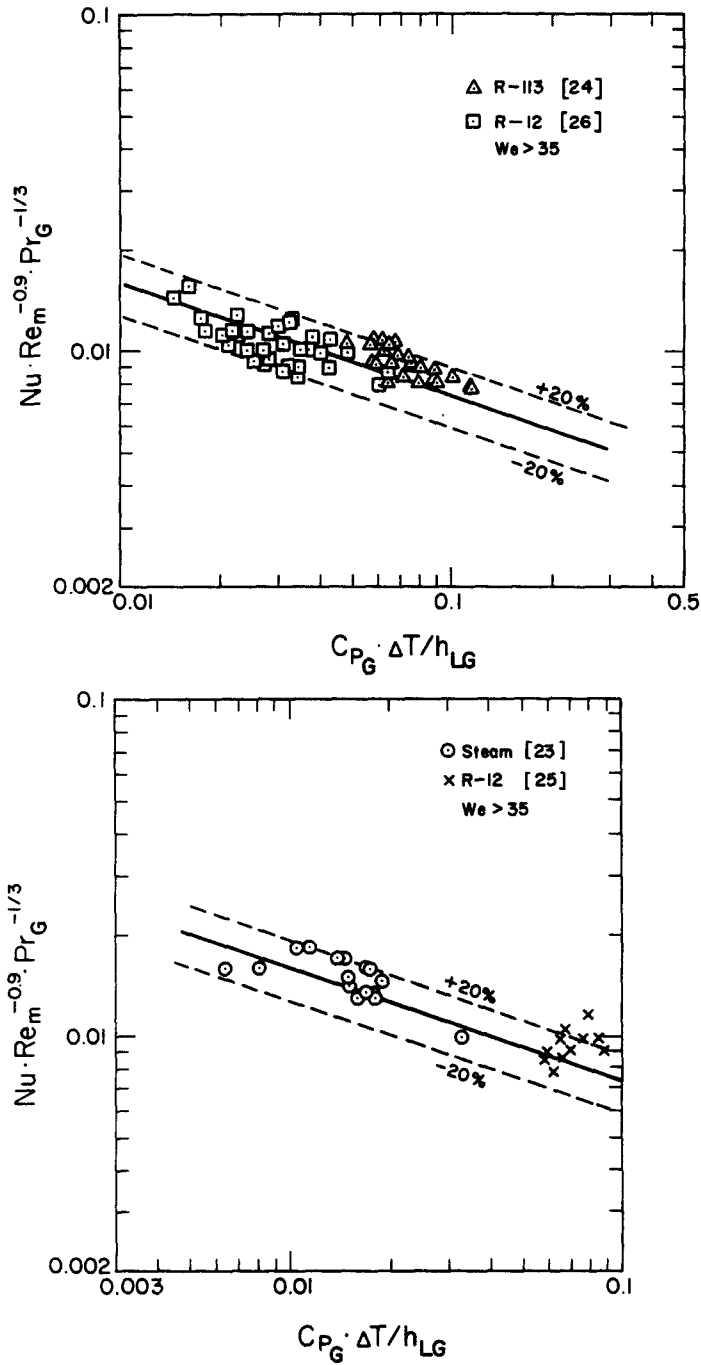 0.1
△ R-113 [24]
□ R-12 [26]
We > 35
Nu·Re_m^-0.9·Pr_G^-1/3
0.01
+20%
-20%
0.002
0.01 0.1 0.5
C_PG · ΔT/h_LG
0.1
⊙ Steam [23]
× R-12 [25]
We > 35
Nu·Re_m^-0.9·Pr_G^-1/3
+20%
0.01
-20%
0.002
0.003 0.01 0.1
C_PG · ΔT/h_LG